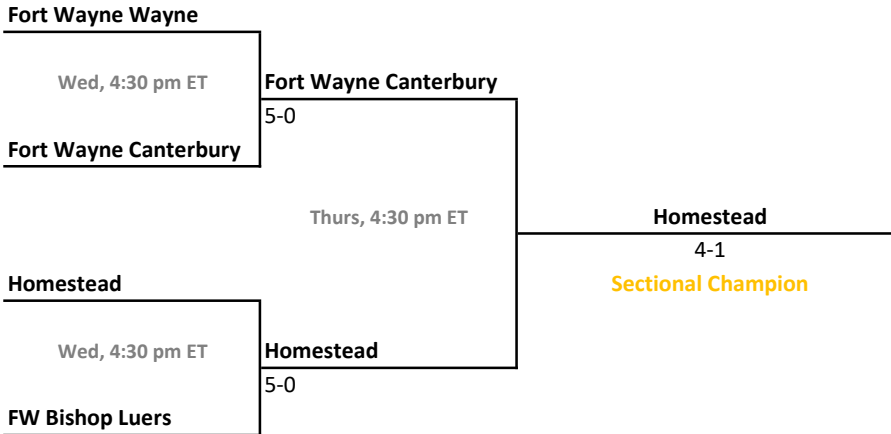 Fort Wayne Wayne
Wed, 4:30 pm ET
Fort Wayne Canterbury
5-0
Fort Wayne Canterbury
Thurs, 4:30 pm ET
Homestead
4-1
Sectional Champion
Homestead
Wed, 4:30 pm ET
Homestead
5-0
FW Bishop Luers